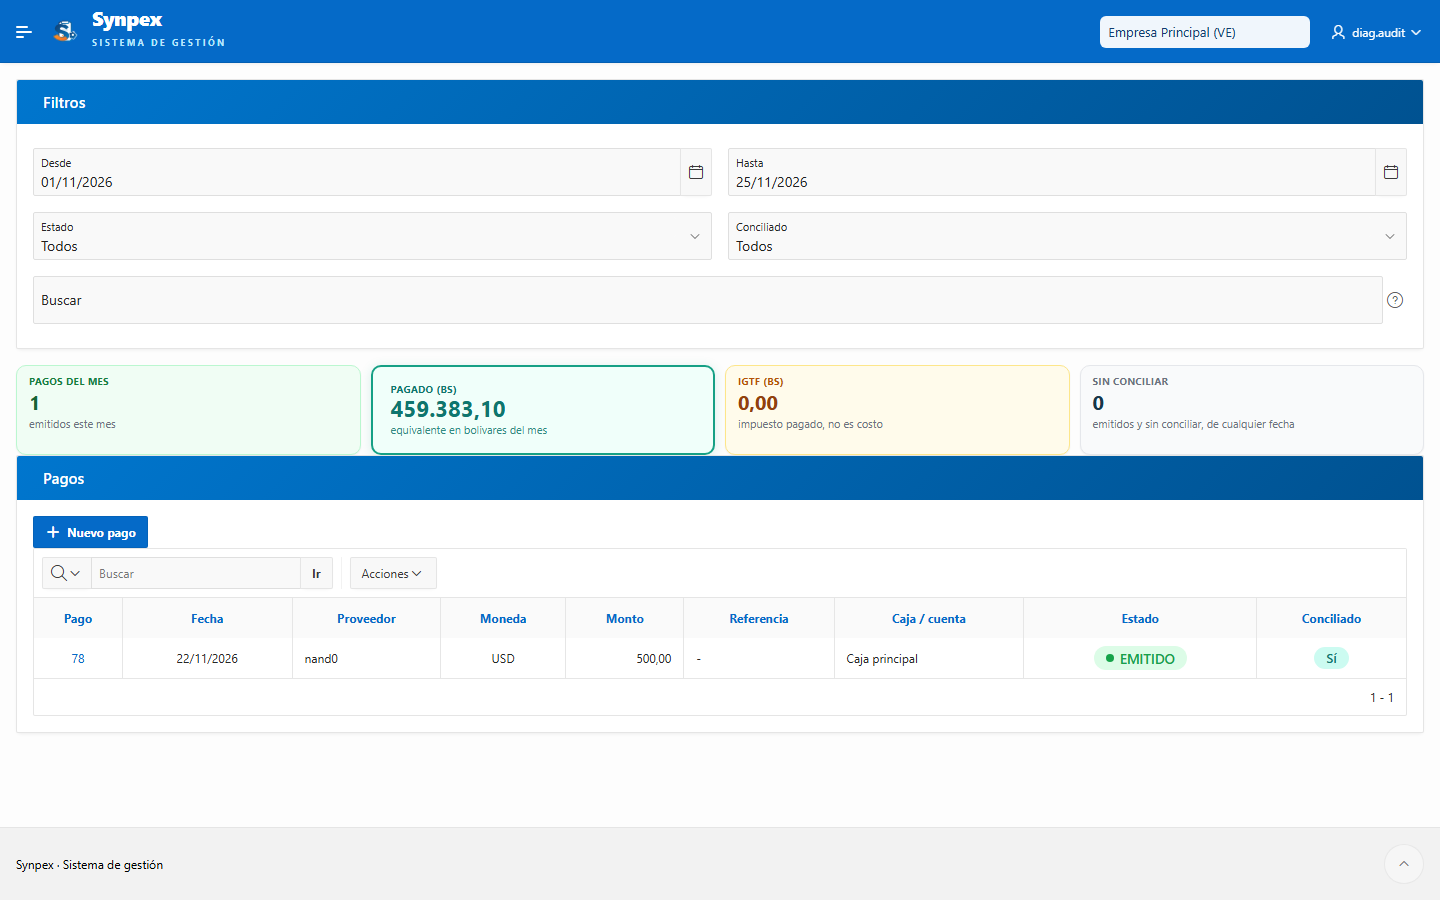 Synpex
SISTEMA DE GESTIÓN
Empresa Principal (VE)
diag.audit
Filtros
Desde
01/11/2026
Hasta
25/11/2026
Estado
Todos
Conciliado
Todos
Buscar
PAGOS DEL MES
1
emitidos este mes
PAGADO (BS)
459.383,10
equivalente en bolivares del mes
IGTF (BS)
0,00
impuesto pagado, no es costo
SIN CONCILIAR
0
emitidos y sin conciliar, de cualquier fecha
Pagos
Nuevo pago
Buscar
Ir
Acciones
Pago Fecha Proveedor Moneda Monto Referencia Caja / cuenta Estado Conciliado
78 22/11/2026 nand0 USD 500,00 - Caja principal EMITIDO Sí
1 - 1
Synpex · Sistema de gestión